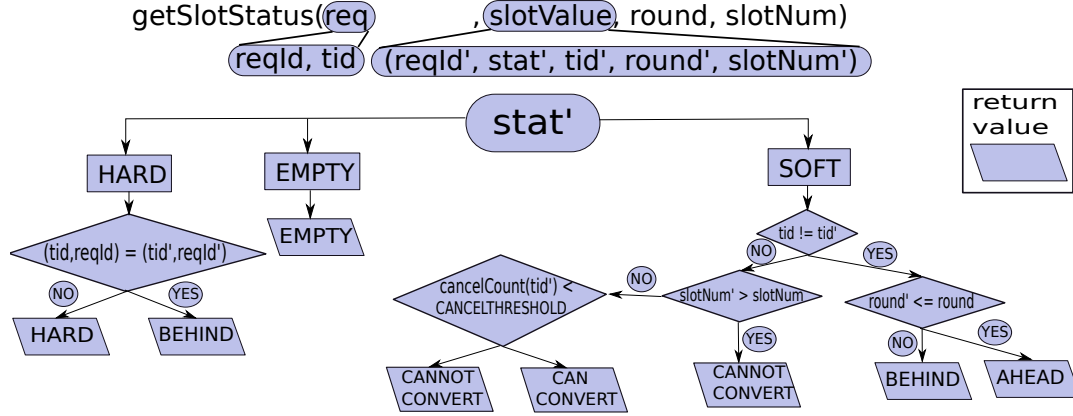 getSlotStatus(req , slotValue, round, slotNum)
reqId, tid
(reqId', stat', tid', round', slotNum')
stat'
return
value
HARD
EMPTY
SOFT
(tid,reqId) = (tid',reqId')
EMPTY
tid != tid'
NO
YES
NO
YES
HARD
BEHIND
cancelCount(tid') <
CANCELTHRESHOLD
NO
slotNum' > slotNum
round' <= round
YES
NO
YES
CANNOT
CONVERT
CAN
CONVERT
CANNOT
CONVERT
BEHIND
AHEAD